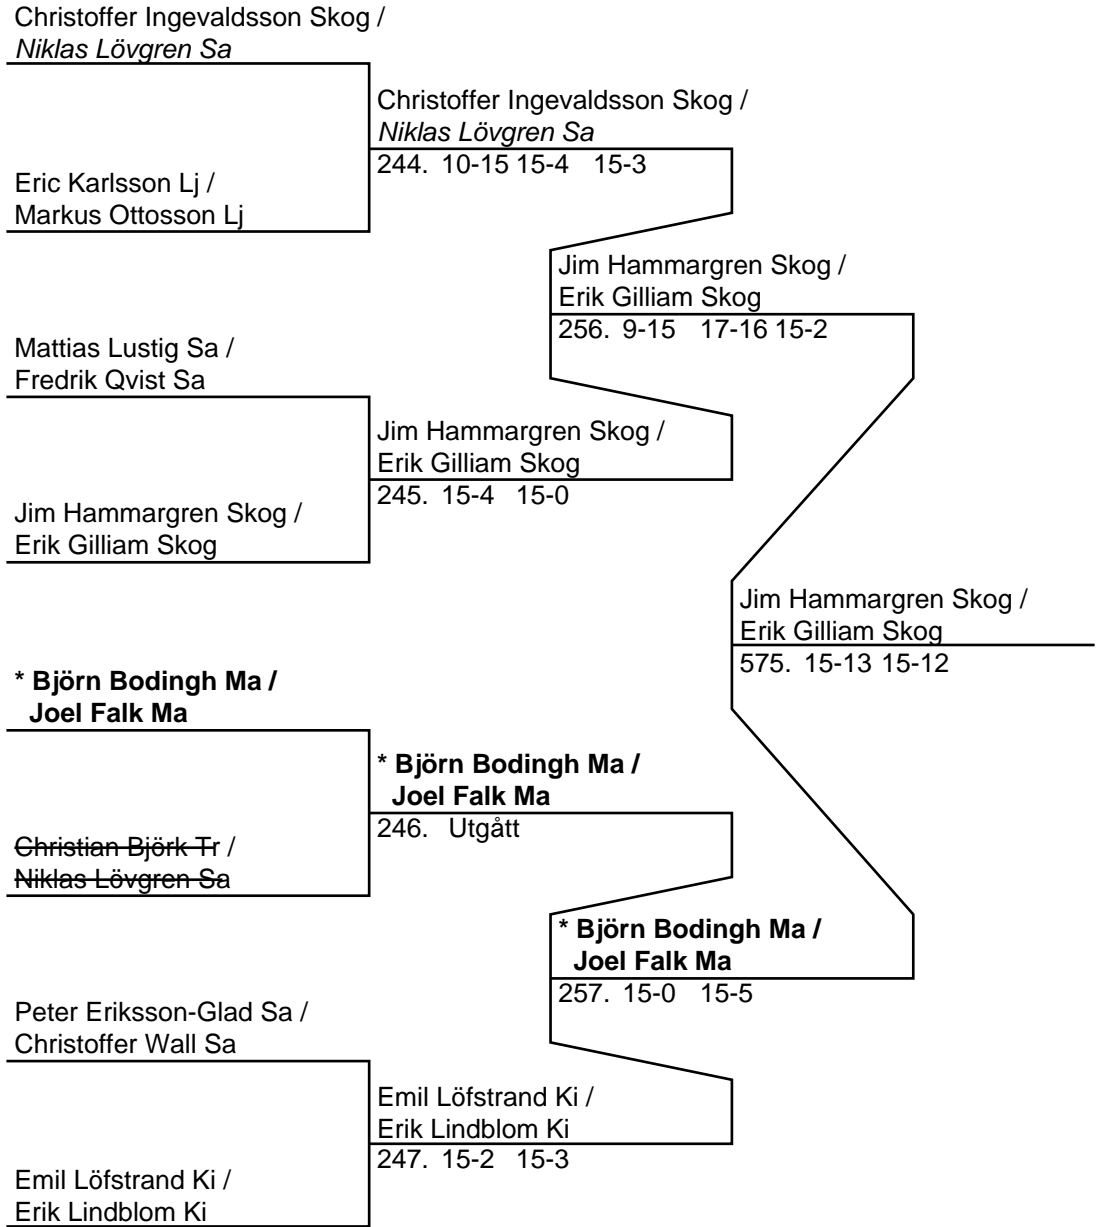 Christoffer Ingevaldsson Skog /
Niklas Lövgren Sa
Christoffer Ingevaldsson Skog /
Niklas Lövgren Sa
244. 10-15 15-4 15-3
Eric Karlsson Lj /
Markus Ottosson Lj
Jim Hammargren Skog /
Erik Gilliam Skog
256. 9-15 17-16 15-2
Mattias Lustig Sa /
Fredrik Qvist Sa
Jim Hammargren Skog /
Erik Gilliam Skog
245. 15-4 15-0
Jim Hammargren Skog /
Erik Gilliam Skog
Jim Hammargren Skog /
Erik Gilliam Skog
575. 15-13 15-12
* Björn Bodingh Ma /
Joel Falk Ma
* Björn Bodingh Ma /
Joel Falk Ma
246. Utgått
Christian Björk Tr /
Niklas Lövgren Sa
* Björn Bodingh Ma /
Joel Falk Ma
257. 15-0 15-5
Peter Eriksson-Glad Sa /
Christoffer Wall Sa
Emil Löfstrand Ki /
Erik Lindblom Ki
247. 15-2 15-3
Emil Löfstrand Ki /
Erik Lindblom Ki